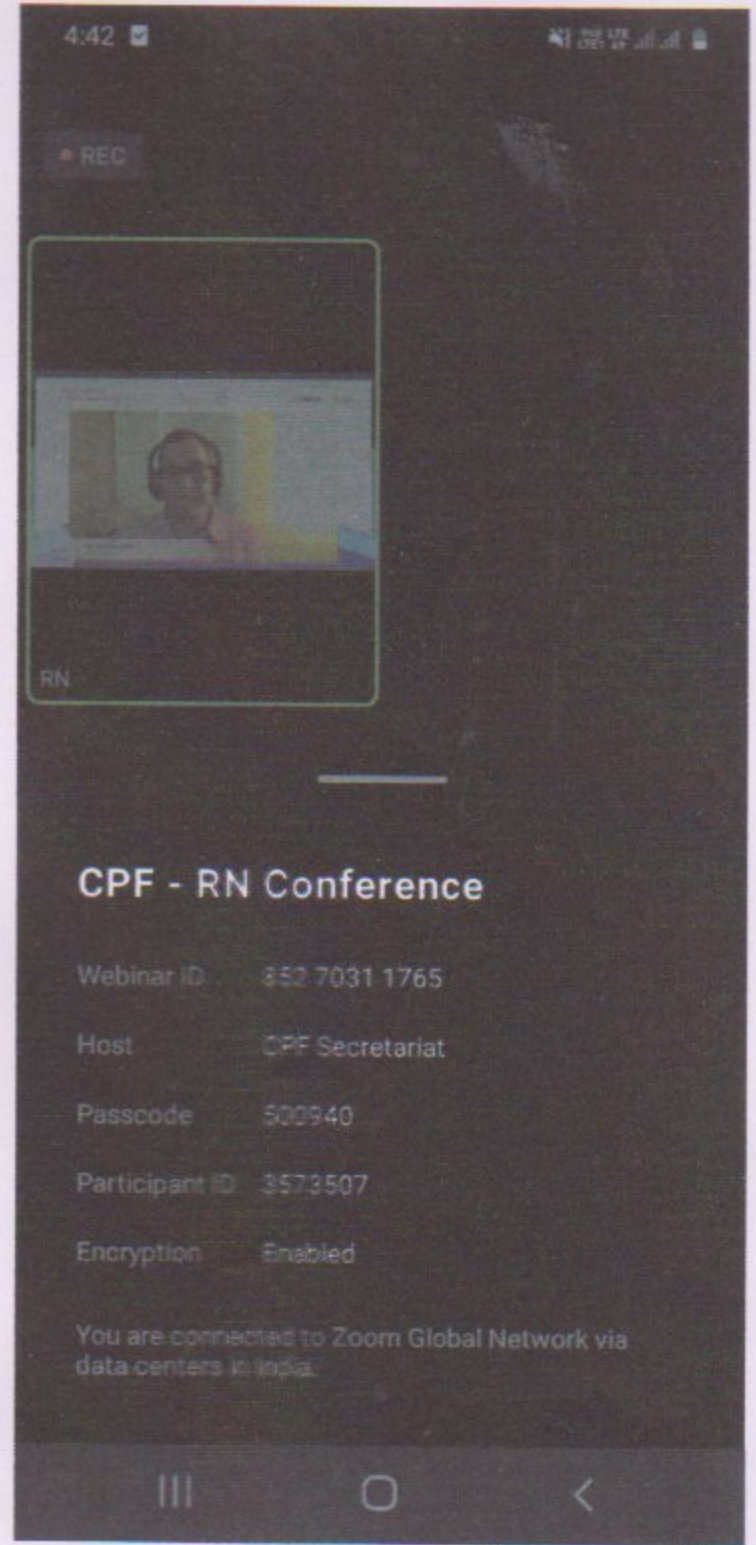 4:42
REC
RN
CPF - RN Conference
Webinar ID 852 7031 1765
Host CPF Secretariat
Passcode 500940
Participant ID 3573507
Encryption Enabled
You are connected to Zoom Global Network via
data centers in India.